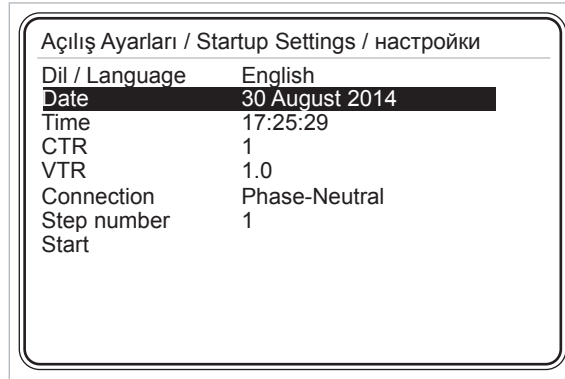 Açılış Ayarları / Startup Settings / настройки
Dil / Language English
Date 30 August 2014
Time 17:25:29
CTR 1
VTR 1.0
Connection Phase-Neutral
Step number 1
Start